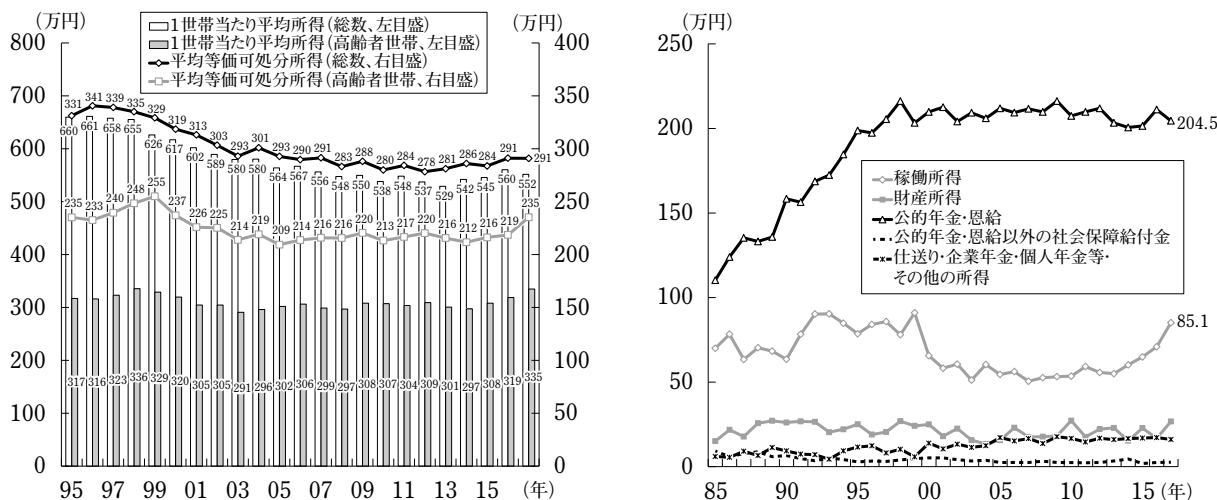 (万円)
(万円)
1世帯当たり平均所得(総数、左目盛)
1世帯当たり平均所得(高齢者世帯、左目盛)
平均等価可処分所得(総数、右目盛)
平均等価可処分所得(高齢者世帯、右目盛)
800
700
600
500
400
300
200
100
0
400
350
300
250
200
150
100
50
0
331 341 339 335 329 319 313 303 293 301 293 290 291 283 288 280 284 278 281 286 284 291 291
660 661 658 655 626 617 602 589 580 580 564 567 556 548 550 538 548 537 529 542 545 560 552
235 233 240 248 255 237 226 225 214 219 209 214 216 216 220 213 217 220 216 212 216 219 235
317 316 323 336 329 320 305 305 291 296 302 306 299 297 308 307 304 309 301 297 308 319 335
95 97 99 01 03 05 07 09 11 13 15 (年)
(万円)
250
200
150
100
50
0
204.5
稼働所得
財産所得
公的年金・恩給
公的年金・恩給以外の社会保障給付金
仕送り・企業年金・個人年金等・
その他の所得
85.1
85 90 95 00 05 10 15 (年)